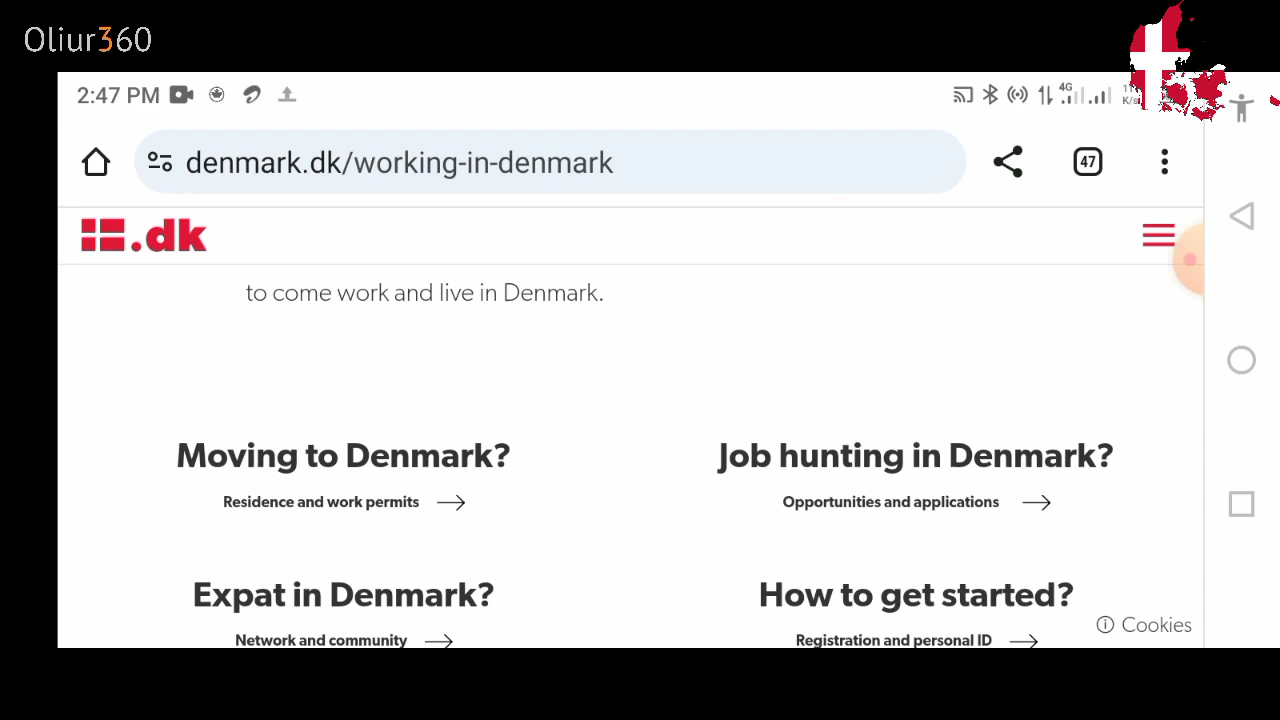 Oliur360
2:47 PM
4G
K/s
denmark.dk/working-in-denmark
47
.dk
to come work and live in Denmark.
Moving to Denmark?
Job hunting in Denmark?
Residence and work permits
Opportunities and applications
Expat in Denmark?
How to get started?
Cookies
Network and community
Registration and personal ID